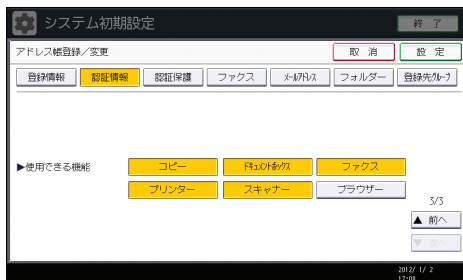 システム初期設定 終 了
アドレス帳登録／変更 取 消 設 定
登録情報 認証情報 認証保護 ファクス メールアドレス フォルダー 登録先グループ
▶使用できる機能 コピー ドキュメントボックス ファクス
プリンター スキャナー ブラウザー
3/3
▲ 前へ
▼ 次へ
2012/ 1/ 2
17:08